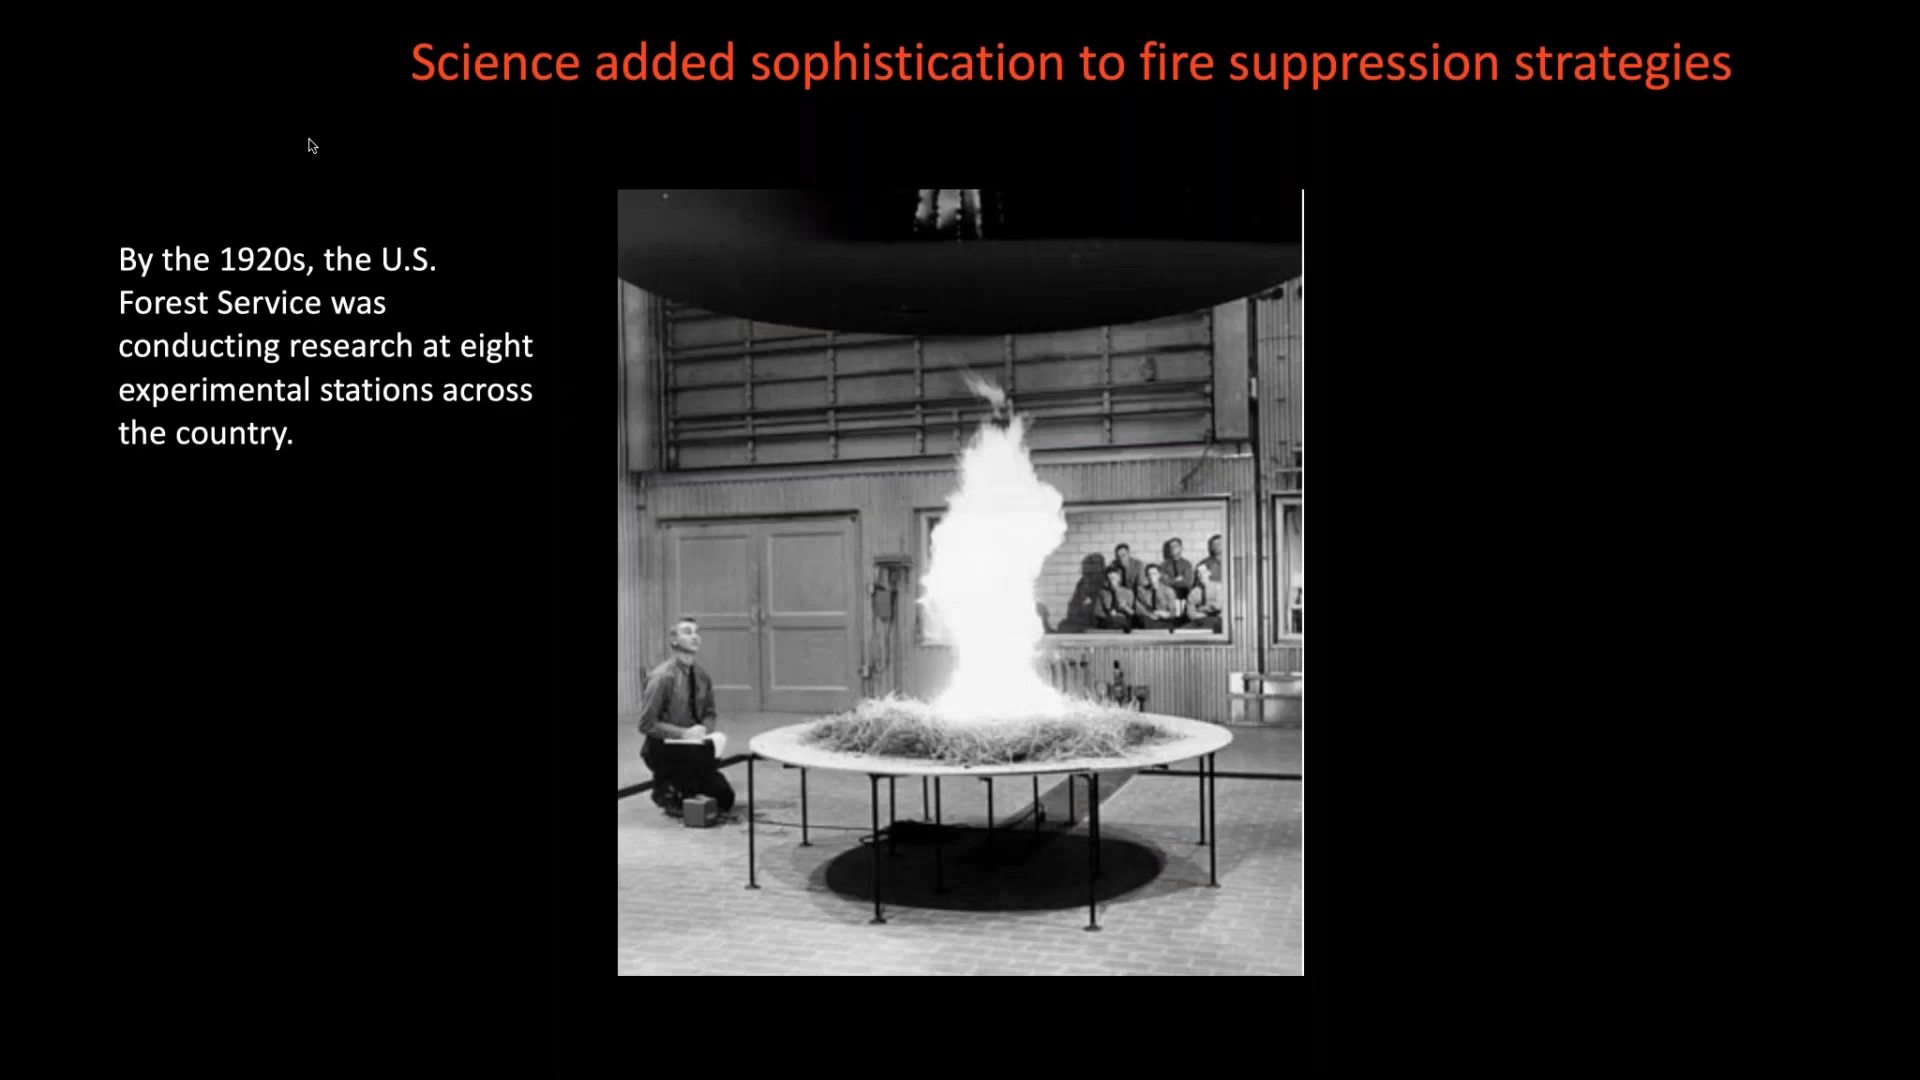 Science added sophistication to fire suppression strategies
By the 1920s, the U.S.
Forest Service was
conducting research at eight
experimental stations across
the country.